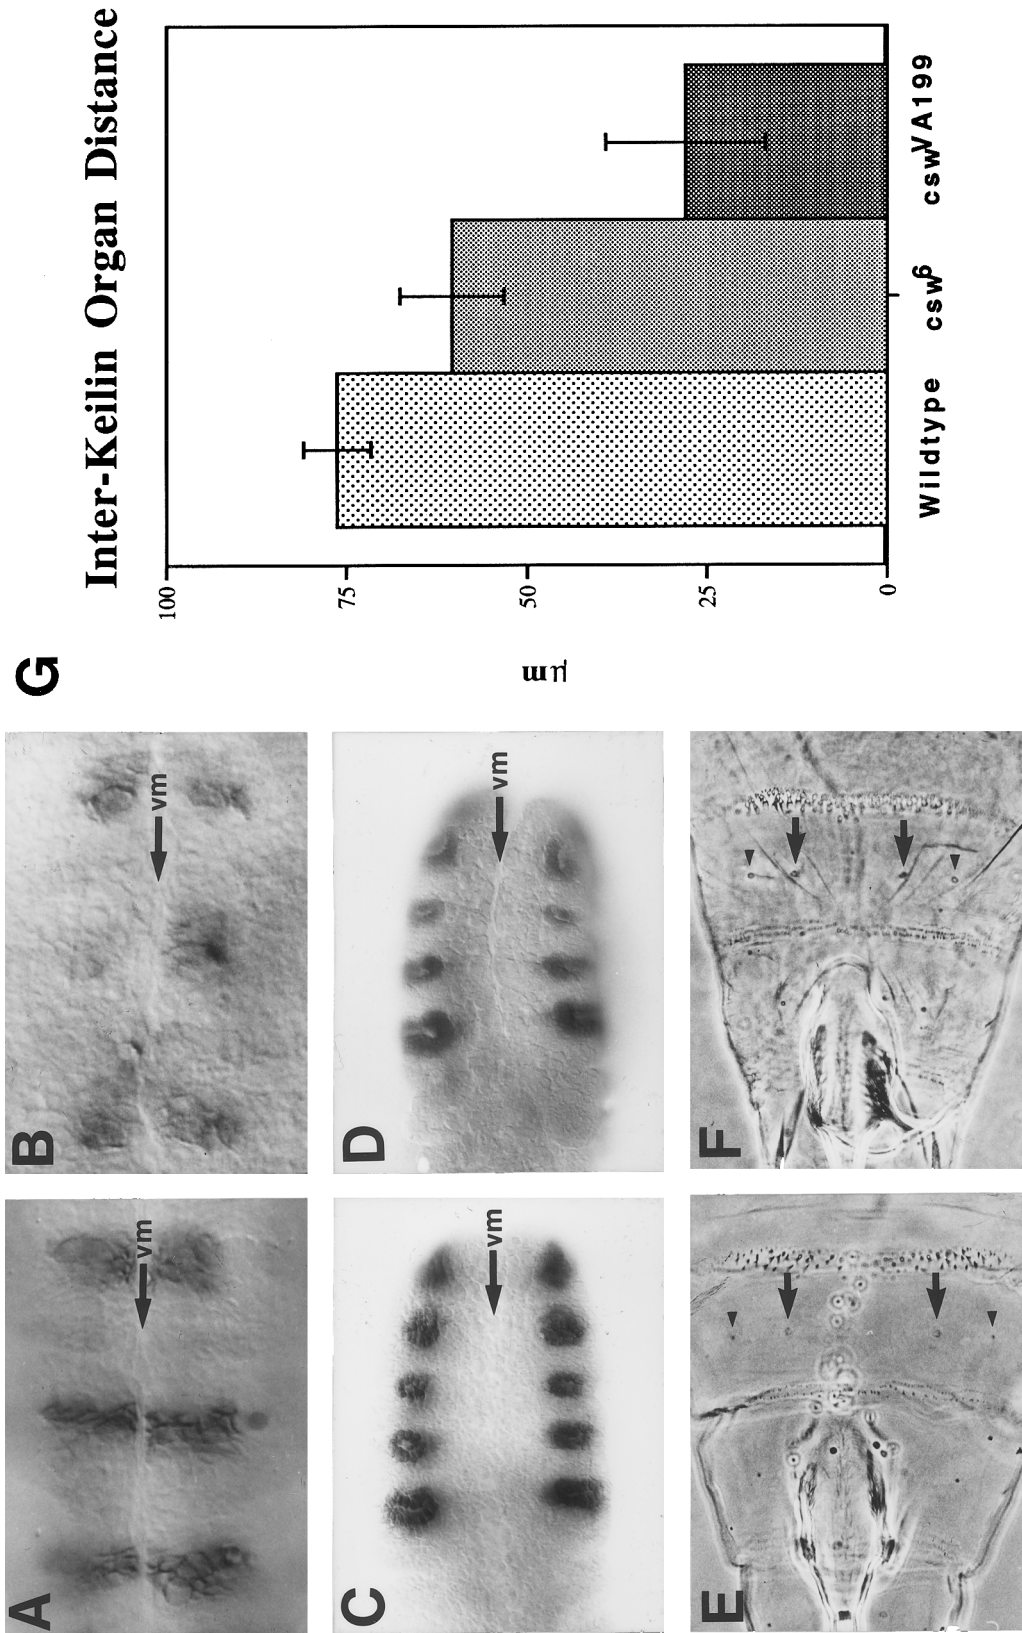 A
vm
B
vm
C
vm
D
vm
E
F
G
Inter-Keilin Organ Distance
µm
100
75
50
25
0
Wildtype
csw6
cswVA199